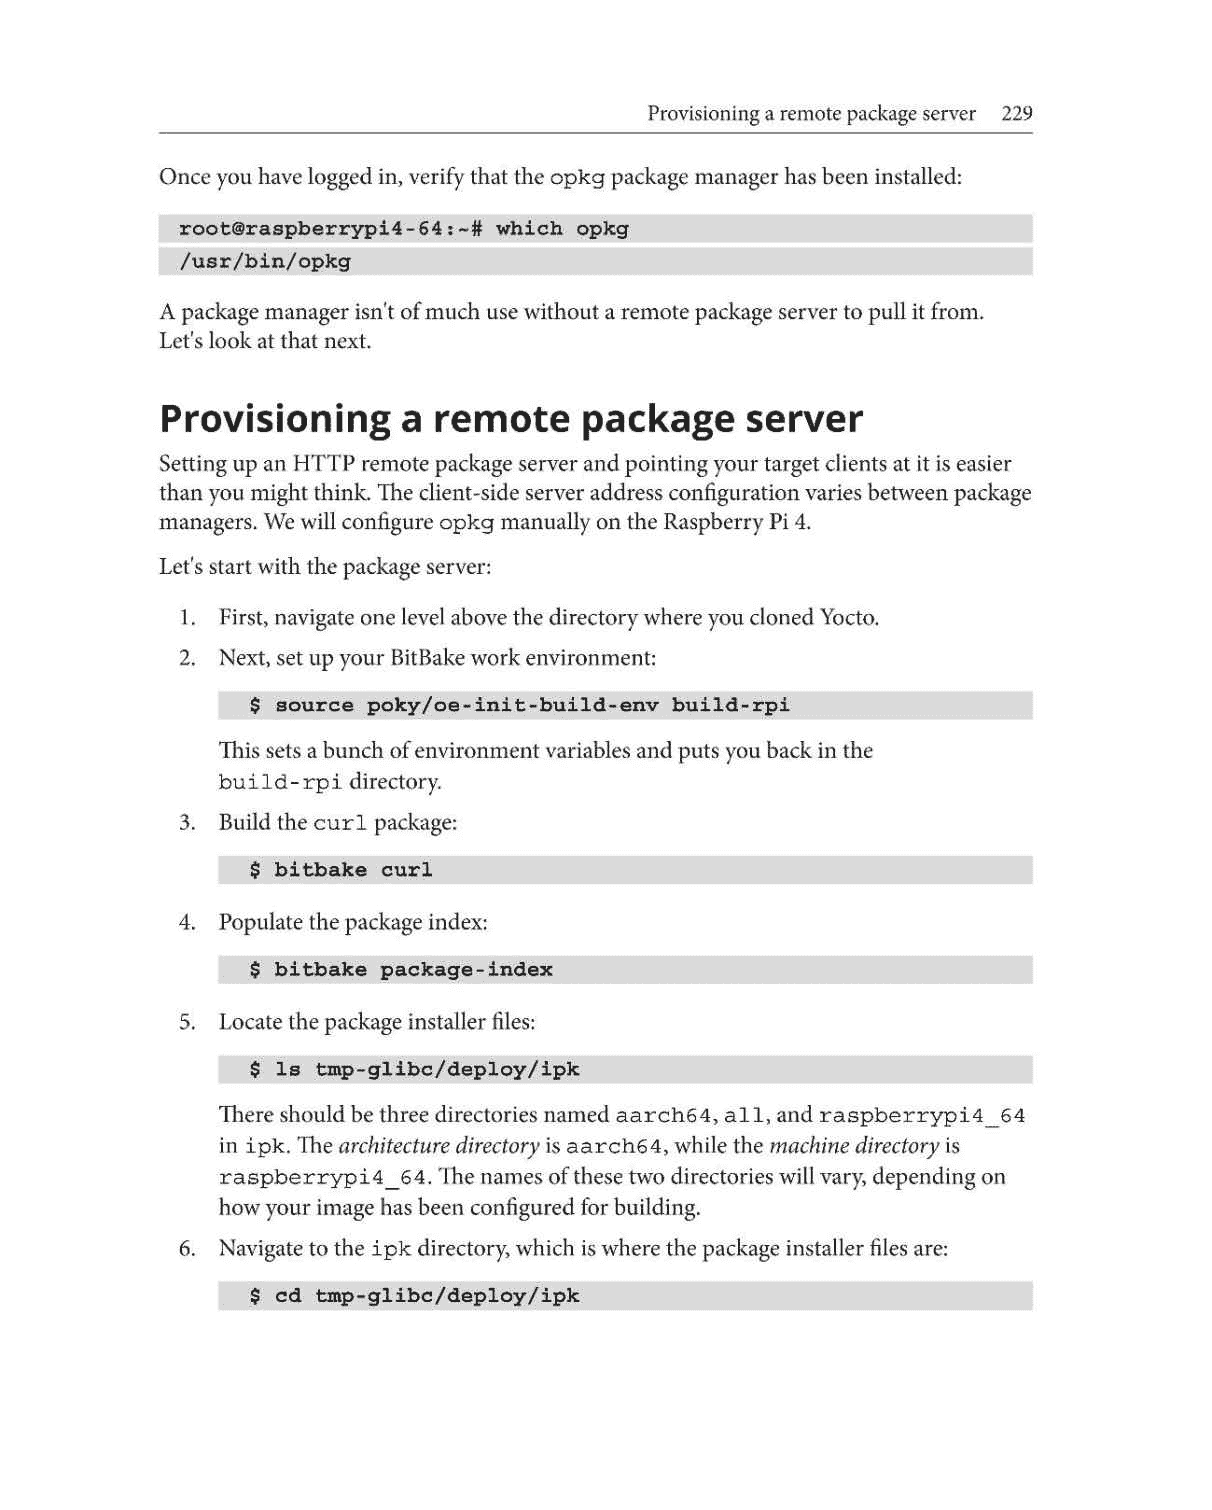 Provisioning a remote package server 229
Once you have logged in, verify that the opkg package manager has been installed:
root@raspberrypi4-64:~# which opkg
/usr/bin/opkg
A package manager isn't of much use without a remote package server to pull it from.
Let's look at that next.
Provisioning a remote package server
Setting up an HTTP remote package server and pointing your target clients at it is easier
than you might think. The client-side server address configuration varies between package
managers. We will configure opkg manually on the Raspberry Pi 4.
Let's start with the package server:
1. First, navigate one level above the directory where you cloned Yocto.
2. Next, set up your BitBake work environment:
$ source poky/oe-init-build-env build-rpi
This sets a bunch of environment variables and puts you back in the
build-rpi directory.
3. Build the curl package:
$ bitbake curl
4. Populate the package index:
$ bitbake package-index
5. Locate the package installer files:
$ ls tmp-glibc/deploy/ipk
There should be three directories named aarch64, all, and raspberrypi4_64
in ipk. The architecture directory is aarch64, while the machine directory is
raspberrypi4_64. The names of these two directories will vary, depending on
how your image has been configured for building.
6. Navigate to the ipk directory, which is where the package installer files are:
$ cd tmp-glibc/deploy/ipk